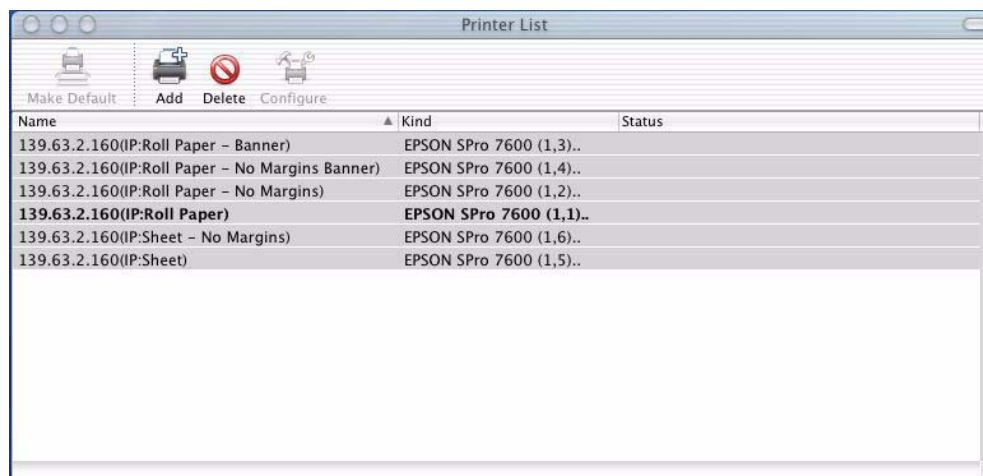 Printer List
Make Default Add Delete Configure
Name Kind Status
139.63.2.160(IP:Roll Paper – Banner) EPSON SPro 7600 (1,3)..
139.63.2.160(IP:Roll Paper – No Margins Banner) EPSON SPro 7600 (1,4)..
139.63.2.160(IP:Roll Paper – No Margins) EPSON SPro 7600 (1,2)..
139.63.2.160(IP:Roll Paper) EPSON SPro 7600 (1,1)..
139.63.2.160(IP:Sheet – No Margins) EPSON SPro 7600 (1,6)..
139.63.2.160(IP:Sheet) EPSON SPro 7600 (1,5)..